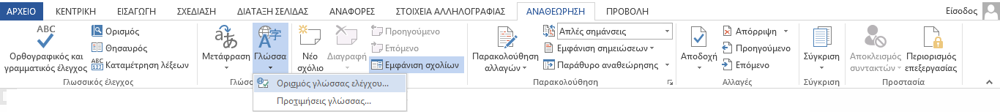 ΑΡΧΕΙΟ ΚΕΝΤΡΙΚΗ ΕΙΣΑΓΩΓΗ ΣΧΕΔΙΑΣΗ ΔΙΑΤΑΞΗ ΣΕΛΙΔΑΣ ΑΝΑΦΟΡΕΣ ΣΤΟΙΧΕΙΑ ΑΛΛΗΛΟΓΡΑΦΙΑΣ ΑΝΑΘΕΩΡΗΣΗ ΠΡΟΒΟΛΗ Είσοδος
ABC
Ορθογραφικός και
γραμματικός έλεγχος
Ορισμός
Θησαυρός
ABC
123
Καταμέτρηση λέξεων
Γλωσσικός έλεγχος
Μετάφραση
Γλώσσα
Γλώσ
Ορισμός γλώσσας ελέγχου...
Προτιμήσεις γλώσσας...
Νέο
σχόλιο
Διαγραφή
Προηγούμενο
Επόμενο
Εμφάνιση σχολίων
Παρακολούθηση
αλλαγών
Απλές σημάνσεις
Εμφάνιση σημειώσεων
Παράθυρο αναθεώρησης
Παρακολούθηση
Αποδοχή
Απόρριψη
Προηγούμενο
Επόμενο
Αλλαγές
Σύγκριση
Σύγκριση
Αποκλεισμός
συντακτών
Περιορισμός
επεξεργασίας
Προστασία